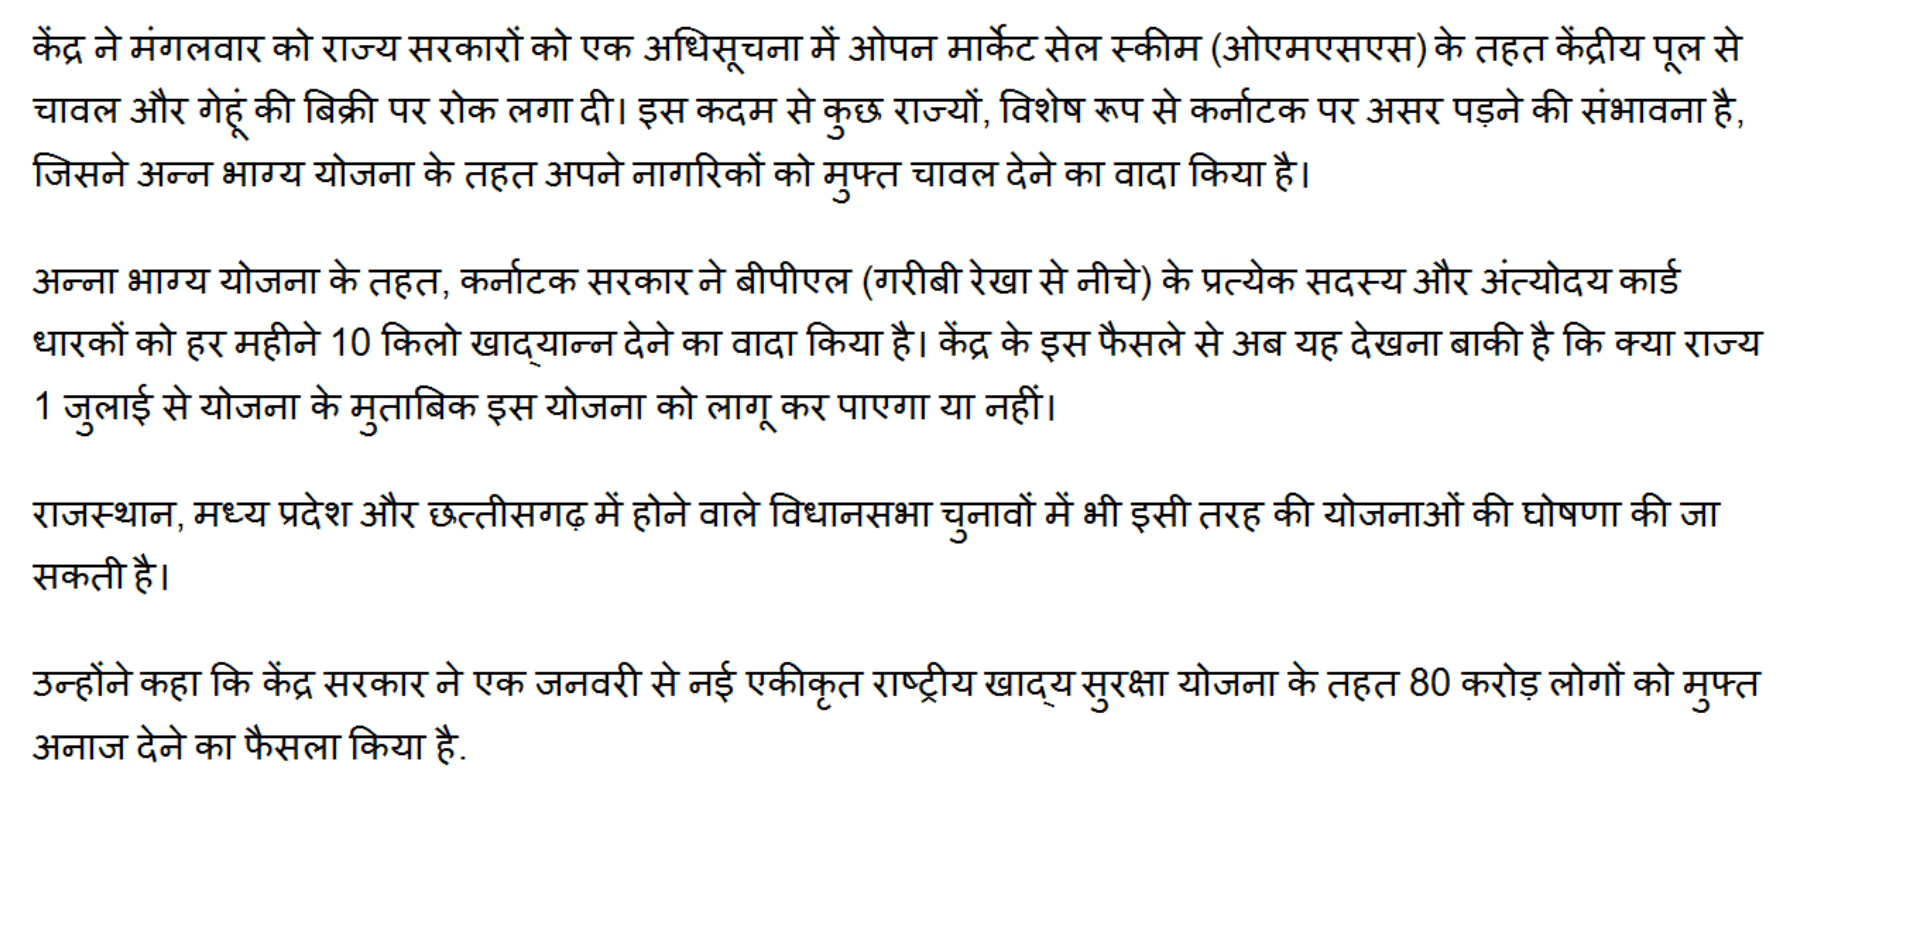 केंद्र ने मंगलवार को राज्य सरकारों को एक अधिसूचना में ओपन मार्केट सेल स्कीम (ओएमएसएस) के तहत केंद्रीय पूल से
चावल और गेहूं की बिक्री पर रोक लगा दी। इस कदम से कुछ राज्यों, विशेष रूप से कर्नाटक पर असर पड़ने की संभावना है,
जिसने अन्न भाग्य योजना के तहत अपने नागरिकों को मुफ्त चावल देने का वादा किया है।
अन्ना भाग्य योजना के तहत, कर्नाटक सरकार ने बीपीएल (गरीबी रेखा से नीचे) के प्रत्येक सदस्य और अंत्योदय कार्ड
धारकों को हर महीने 10 किलो खाद्यान्न देने का वादा किया है। केंद्र के इस फैसले से अब यह देखना बाकी है कि क्या राज्य
1 जुलाई से योजना के मुताबिक इस योजना को लागू कर पाएगा या नहीं।
राजस्थान, मध्य प्रदेश और छत्तीसगढ़ में होने वाले विधानसभा चुनावों में भी इसी तरह की योजनाओं की घोषणा की जा
सकती है।
उन्होंने कहा कि केंद्र सरकार ने एक जनवरी से नई एकीकृत राष्ट्रीय खाद्य सुरक्षा योजना के तहत 80 करोड़ लोगों को मुफ्त
अनाज देने का फैसला किया है.